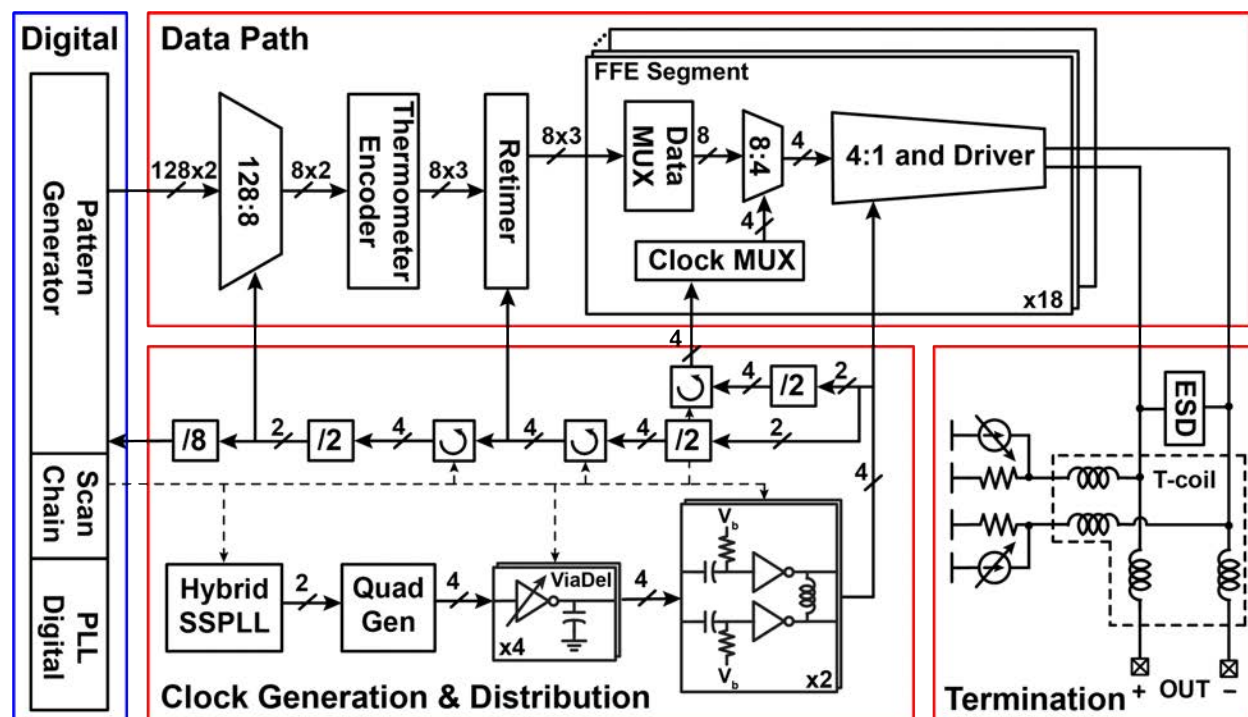 Digital
Pattern
Generator
Scan
Chain
PLL
Digital
Data Path
128x2
128:8
8x2
Thermometer
Encoder
8x3
Retimer
8x3
FFE Segment
Data
MUX
8
8:4
4
4:1 and Driver
4
Clock MUX
x18
4
4
/2
2
/8
2
/2
4
4
4
/2
2
4
Hybrid
SSPLL
2
Quad
Gen
4
ViaDel
x4
4
Vb
Vb
x2
Clock Generation & Distribution
ESD
T-coil
Termination
+ OUT −